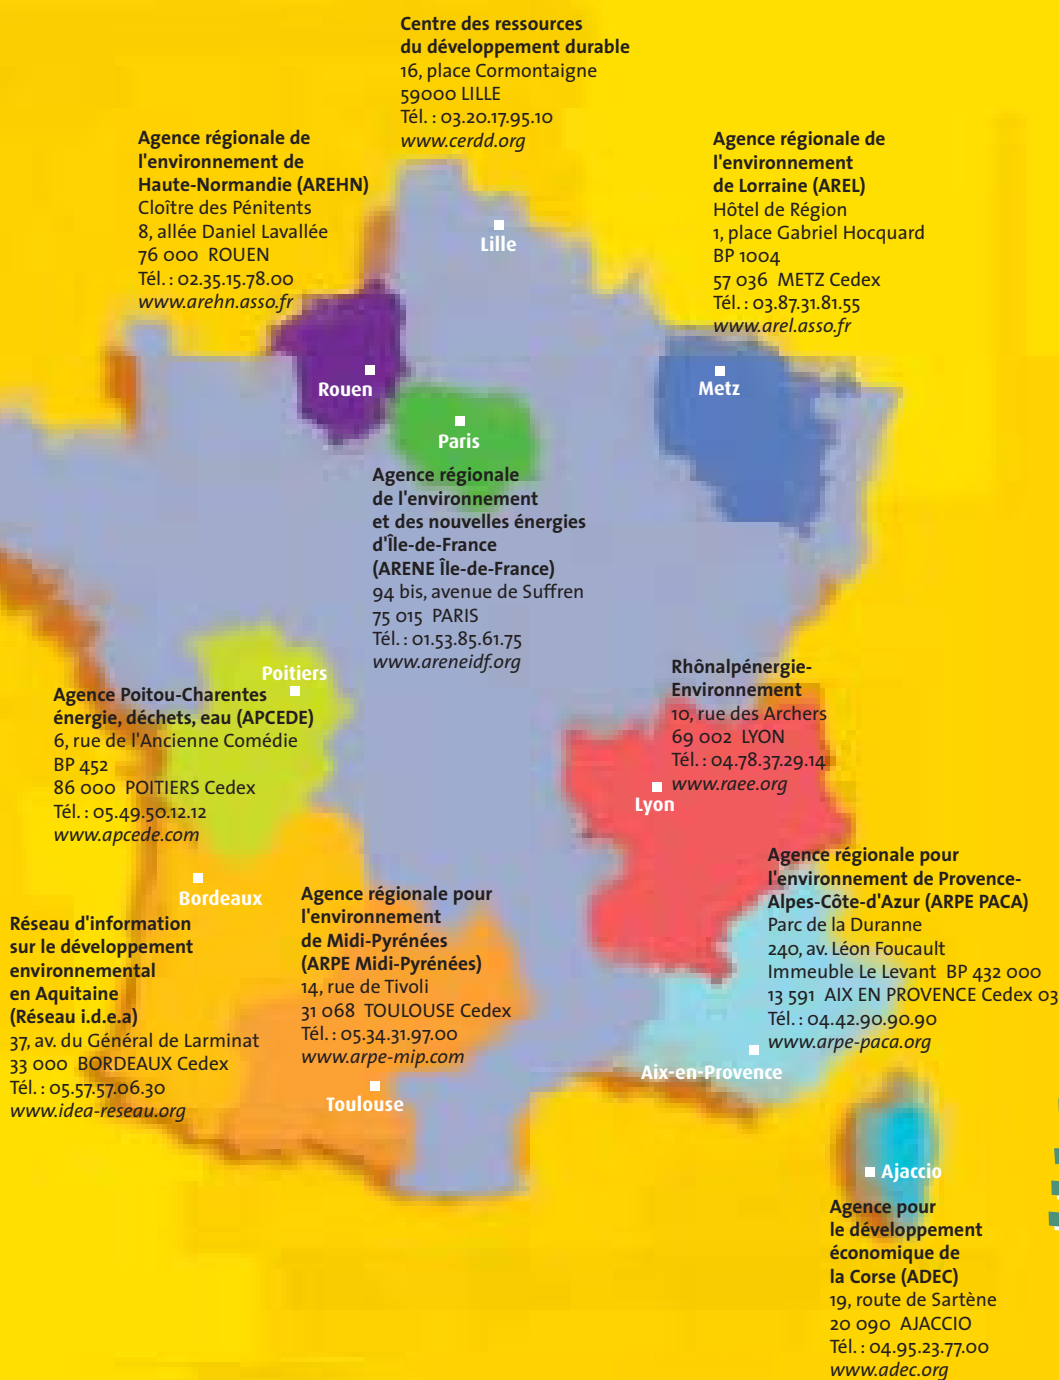 Centre des ressources
du développement durable
16, place Cormontaigne
59000 LILLE
Tél. : 03.20.17.95.10
www.cerdd.org
Agence régionale de
l'environnement de
Haute-Normandie (AREHN)
Cloître des Pénitents
8, allée Daniel Lavallée
76 000 ROUEN
Tél. : 02.35.15.78.00
www.arehn.asso.fr
Agence régionale de
l'environnement
de Lorraine (AREL)
Hôtel de Région
1, place Gabriel Hocquard
BP 1004
57 036 METZ Cedex
Tél. : 03.87.31.81.55
www.arel.asso.fr
Lille
Rouen
Metz
Paris
Agence régionale
de l'environnement
et des nouvelles énergies
d'Île-de-France
(ARENE Île-de-France)
94 bis, avenue de Suffren
75 015 PARIS
Tél. : 01.53.85.61.75
www.areneidf.org
Poitiers
Agence Poitou-Charentes
énergie, déchets, eau (APCEDE)
6, rue de l'Ancienne Comédie
BP 452
86 000 POITIERS Cedex
Tél. : 05.49.50.12.12
www.apcede.com
Rhônalpénergie-
Environnement
10, rue des Archers
69 002 LYON
Tél. : 04.78.37.29.14
www.raee.org
Lyon
Bordeaux
Réseau d'information
sur le développement
environnemental
en Aquitaine
(Réseau i.d.e.a)
37, av. du Général de Larminat
33 000 BORDEAUX Cedex
Tél. : 05.57.57.06.30
www.idea-reseau.org
Agence régionale pour
l'environnement
de Midi-Pyrénées
(ARPE Midi-Pyrénées)
14, rue de Tivoli
31 068 TOULOUSE Cedex
Tél. : 05.34.31.97.00
www.arpe-mip.com
Toulouse
Agence régionale pour
l'environnement de Provence-
Alpes-Côte-d'Azur (ARPE PACA)
Parc de la Duranne
240, av. Léon Foucault
Immeuble Le Levant BP 432 000
13 591 AIX EN PROVENCE Cedex 03
Tél. : 04.42.90.90.90
www.arpe-paca.org
Aix-en-Provence
Ajaccio
Agence pour
le développement
économique de
la Corse (ADEC)
19, route de Sartène
20 090 AJACCIO
Tél. : 04.95.23.77.00
www.adec.org